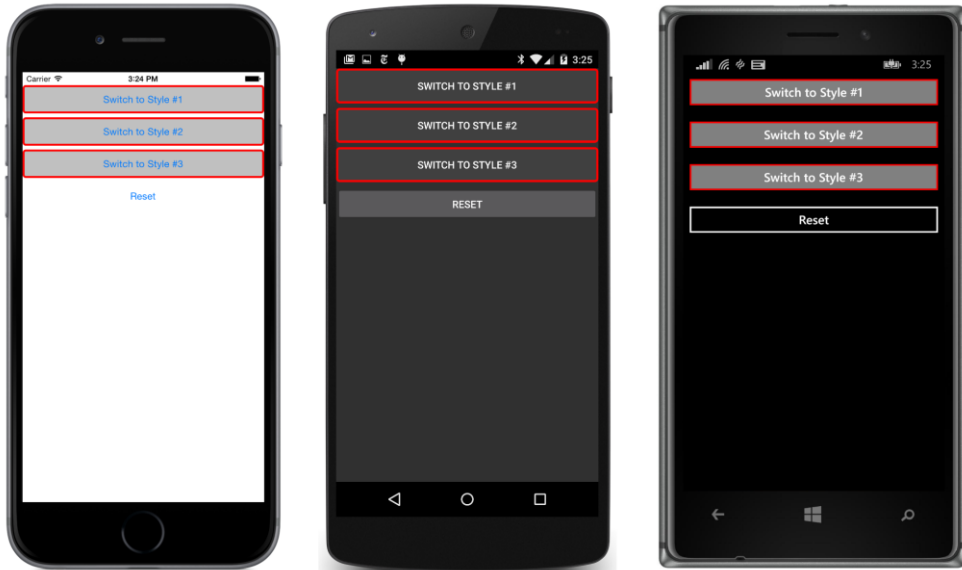 Carrier 3:24 PM
Switch to Style #1
Switch to Style #2
Switch to Style #3
Reset
3:25
SWITCH TO STYLE #1
SWITCH TO STYLE #2
SWITCH TO STYLE #3
RESET
3:25
Switch to Style #1
Switch to Style #2
Switch to Style #3
Reset